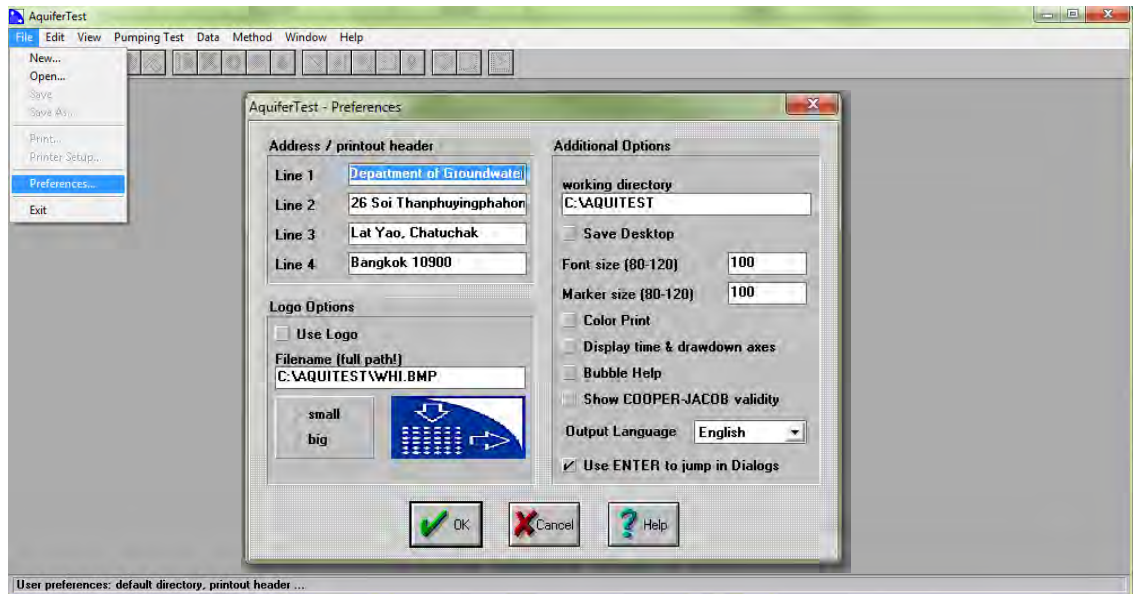 AquiferTest
File Edit View Pumping Test Data Method Window Help
New...
Open...
Save
Save As...
Print...
Printer Setup...
Preferences...
Exit
AquiferTest - Preferences
Address / printout header
Line 1 Department of Groundwater
Line 2 26 Soi Thanphuyingphahon
Line 3 Lat Yao, Chatuchak
Line 4 Bangkok 10900
Logo Options
Use Logo
Filename (full path!)
C:\AQUITEST\WHI.BMP
small
big
Additional Options
working directory
C:\AQUITEST
Save Desktop
Font size (80-120) 100
Marker size (80-120) 100
Color Print
Display time & drawdown axes
Bubble Help
Show COOPER-JACOB validity
Output Language English
Use ENTER to jump in Dialogs
OK Cancel Help
User preferences: default directory, printout header ...